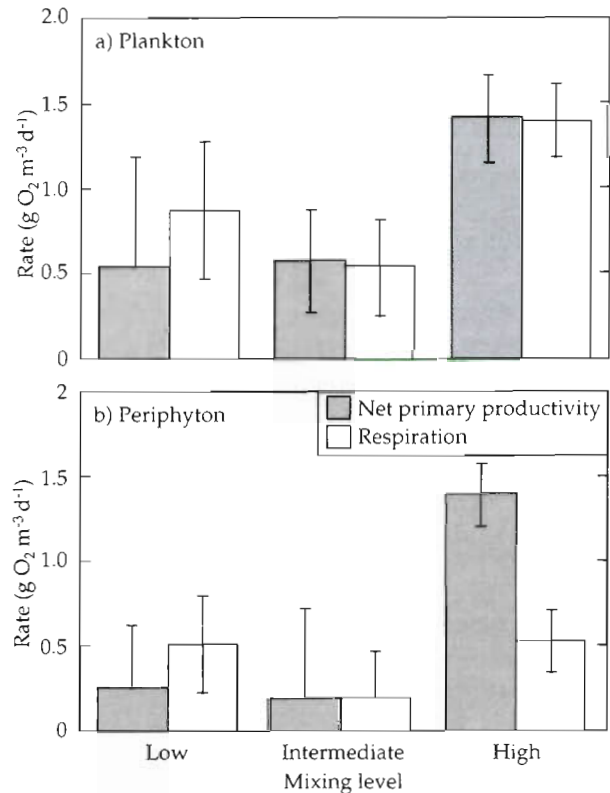 2.0
a) Plankton
1.5
1.0
0.5
0
Rate (g O₂ m⁻³ d⁻¹)
2
b) Periphyton
Net primary productivity
Respiration
1.5
1.0
0.5
0
Rate (g O₂ m⁻³ d⁻¹)
Low
Intermediate
High
Mixing level